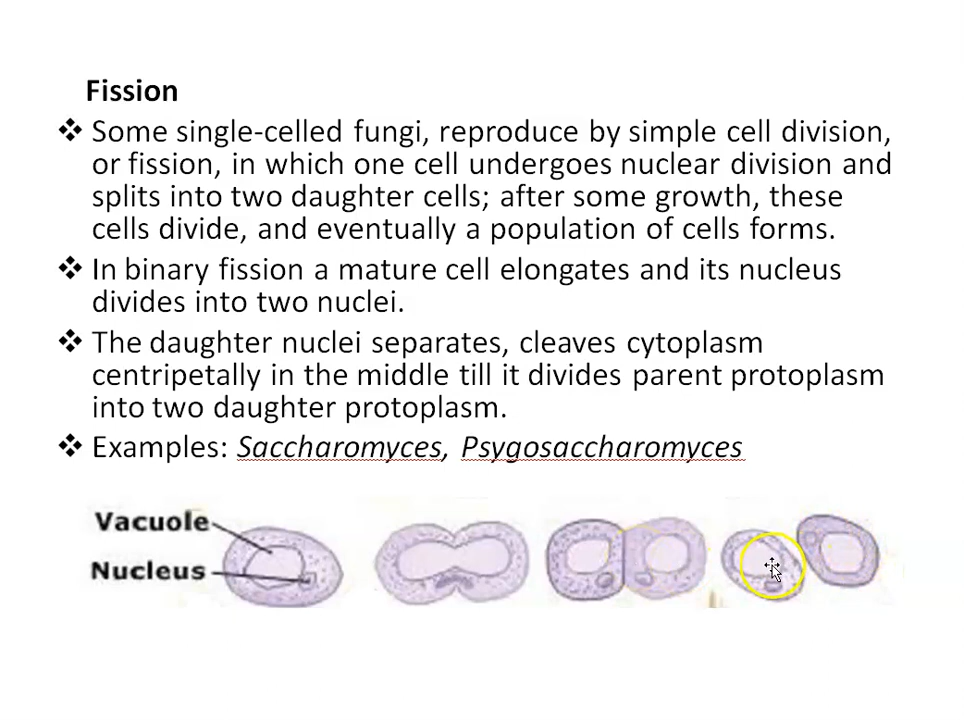 Fission
❖ Some single-celled fungi, reproduce by simple cell division,
or fission, in which one cell undergoes nuclear division and
splits into two daughter cells; after some growth, these
cells divide, and eventually a population of cells forms.
❖ In binary fission a mature cell elongates and its nucleus
divides into two nuclei.
❖ The daughter nuclei separates, cleaves cytoplasm
centripetally in the middle till it divides parent protoplasm
into two daughter protoplasm.
❖ Examples: Saccharomyces, Psygosaccharomyces
Vacuole
Nucleus